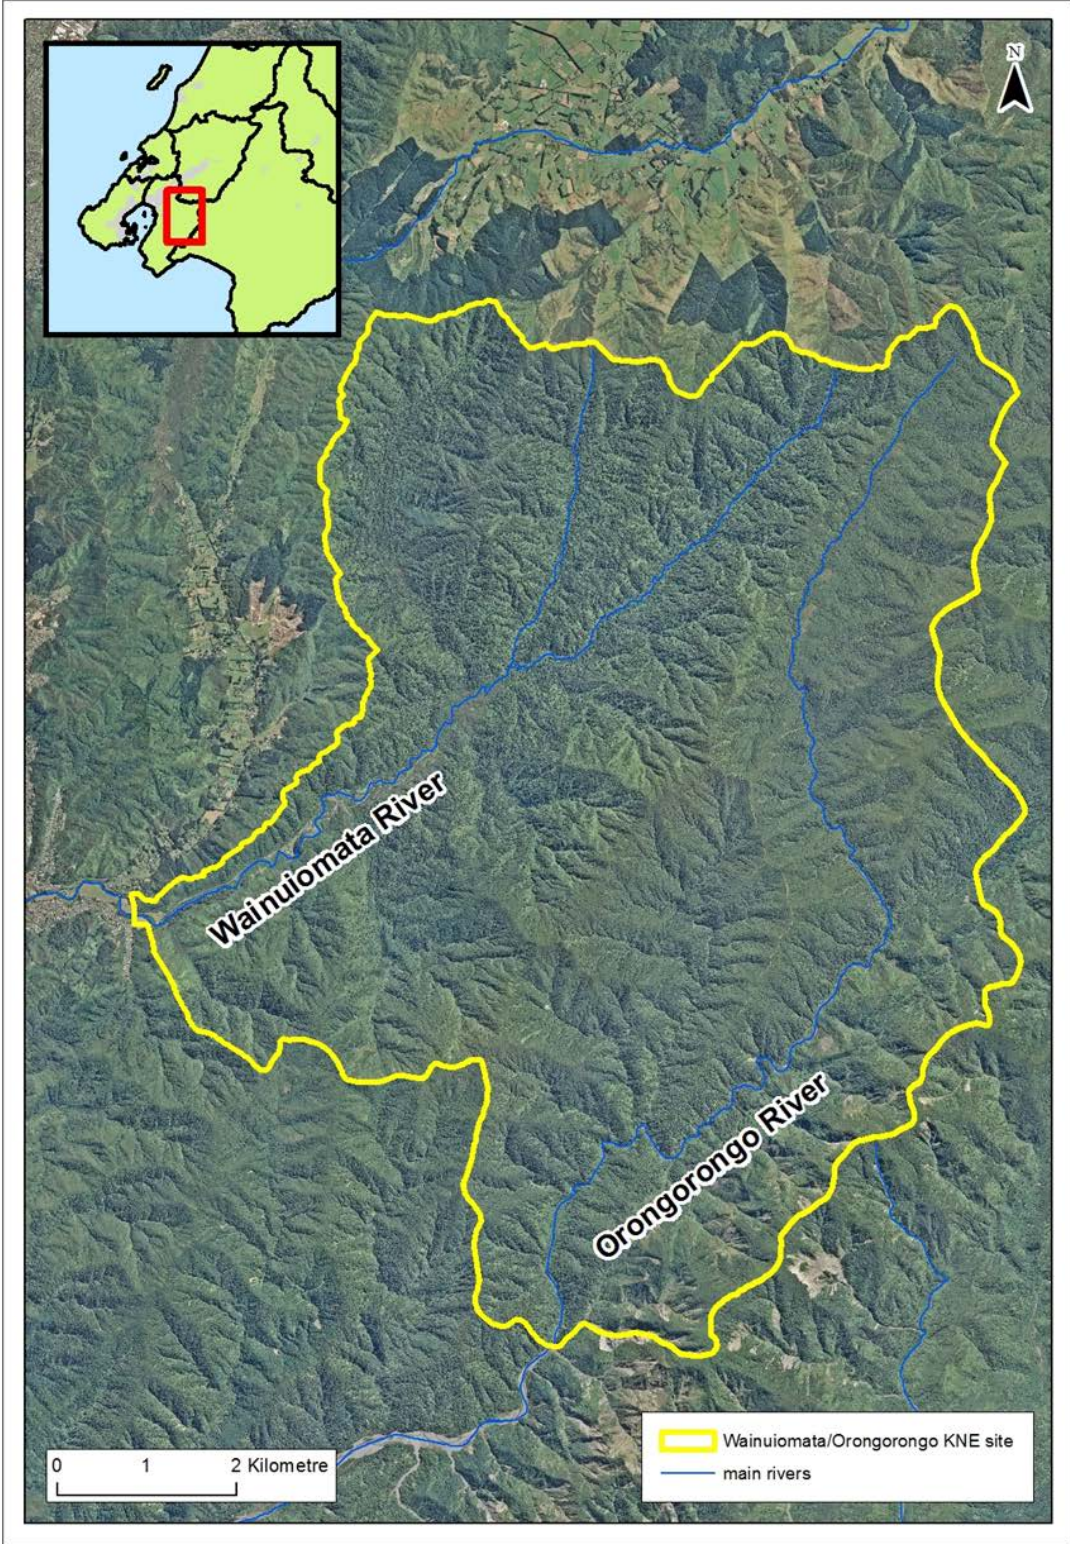 N
Wainuiomata River
Orongorongo River
Wainuiomata/Orongorongo KNE site
main rivers
0 1 2 Kilometre